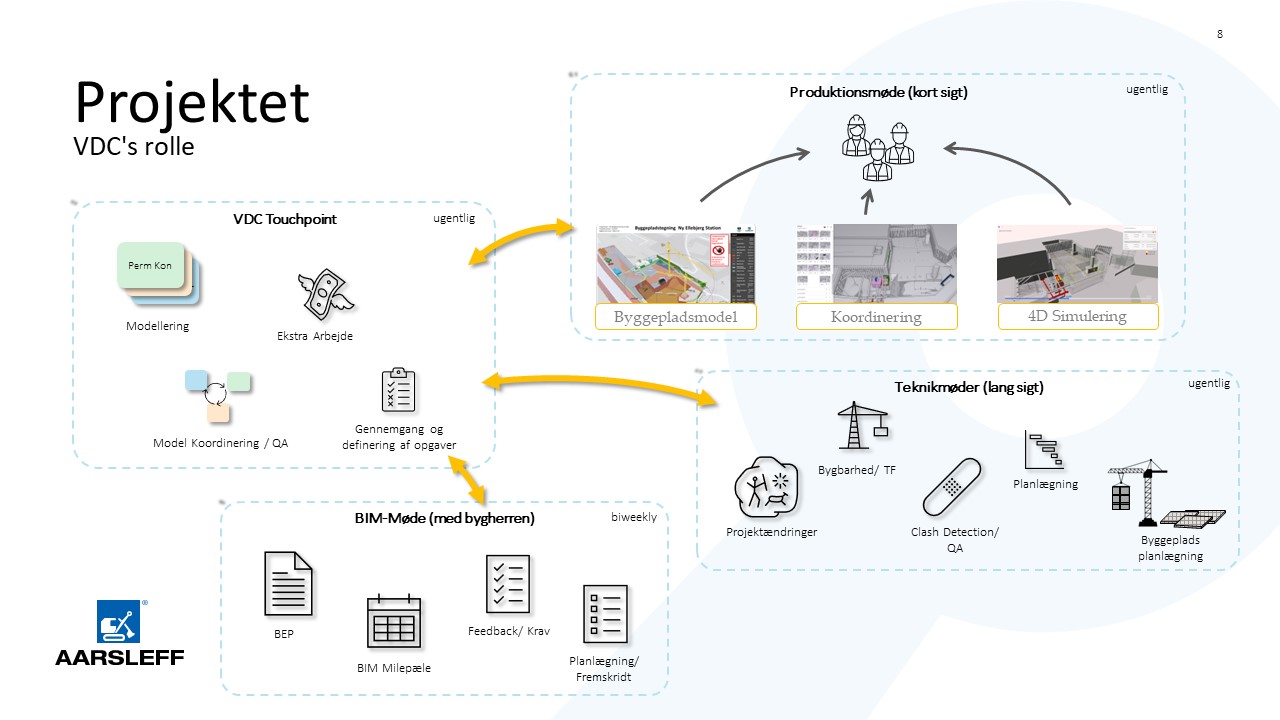 8
Projektet
VDC's rolle
Produktionsmøde (kort sigt)
ugentlig
Byggepladstegning Ny Ellebjerg Station
Byggepladsmodel
Koordinering
4D Simulering
VDC Touchpoint
ugentlig
Perm Kon
Modellering
Ekstra Arbejde
Model Koordinering / QA
Gennemgang og
definering af opgaver
Teknikmøder (lang sigt)
ugentlig
Bygbarhed/ TF
Projektændringer
Clash Detection/
QA
Planlægning
Byggeplads
planlægning
BIM-Møde (med bygherren)
biweekly
BEP
BIM Milepæle
Feedback/ Krav
Planlægning/
Fremskridt
®
AARSLEFF